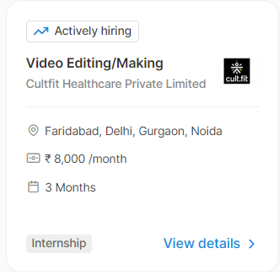 Actively hiring
Video Editing/Making
Cultfit Healthcare Private Limited
cult.fit
Faridabad, Delhi, Gurgaon, Noida
₹ 8,000 /month
3 Months
Internship
View details